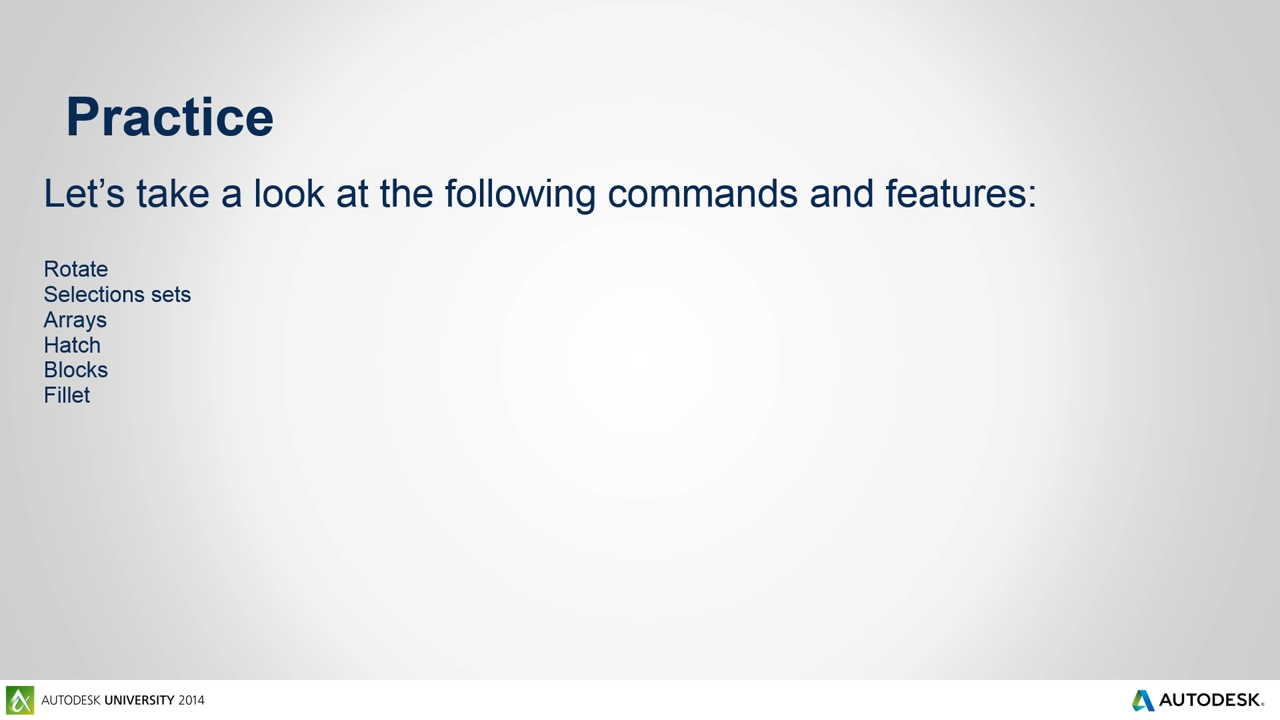 Practice
Let’s take a look at the following commands and features:
Rotate
Selections sets
Arrays
Hatch
Blocks
Fillet
AUTODESK UNIVERSITY 2014
AUTODESK®